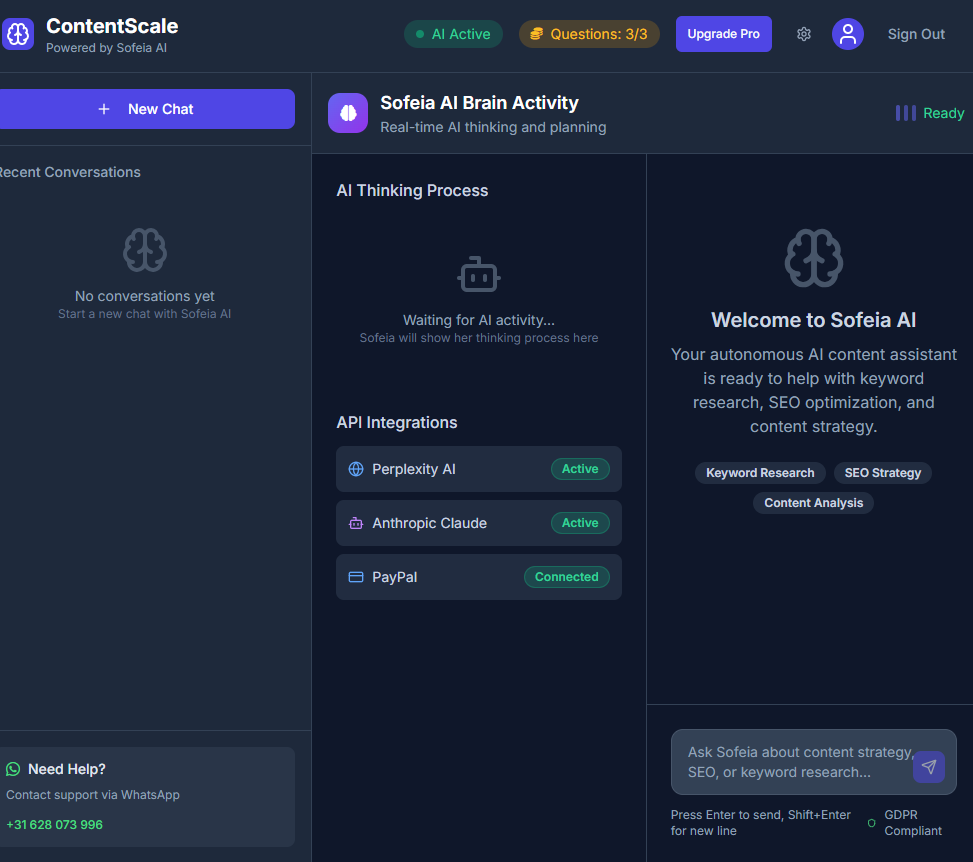 ContentScale
Powered by Sofeia AI
AI Active
Questions: 3/3
Upgrade Pro
Sign Out
New Chat
Recent Conversations
No conversations yet
Start a new chat with Sofeia AI
Need Help?
Contact support via WhatsApp
+31 628 073 996
Sofeia AI Brain Activity
Real-time AI thinking and planning
Ready
AI Thinking Process
Waiting for AI activity...
Sofeia will show her thinking process here
API Integrations
Perplexity AI
Active
Anthropic Claude
Active
PayPal
Connected
Welcome to Sofeia AI
Your autonomous AI content assistant
is ready to help with keyword
research, SEO optimization, and
content strategy.
Keyword Research
SEO Strategy
Content Analysis
Ask Sofeia about content strategy,
SEO, or keyword research...
Press Enter to send, Shift+Enter
for new line
GDPR
Compliant